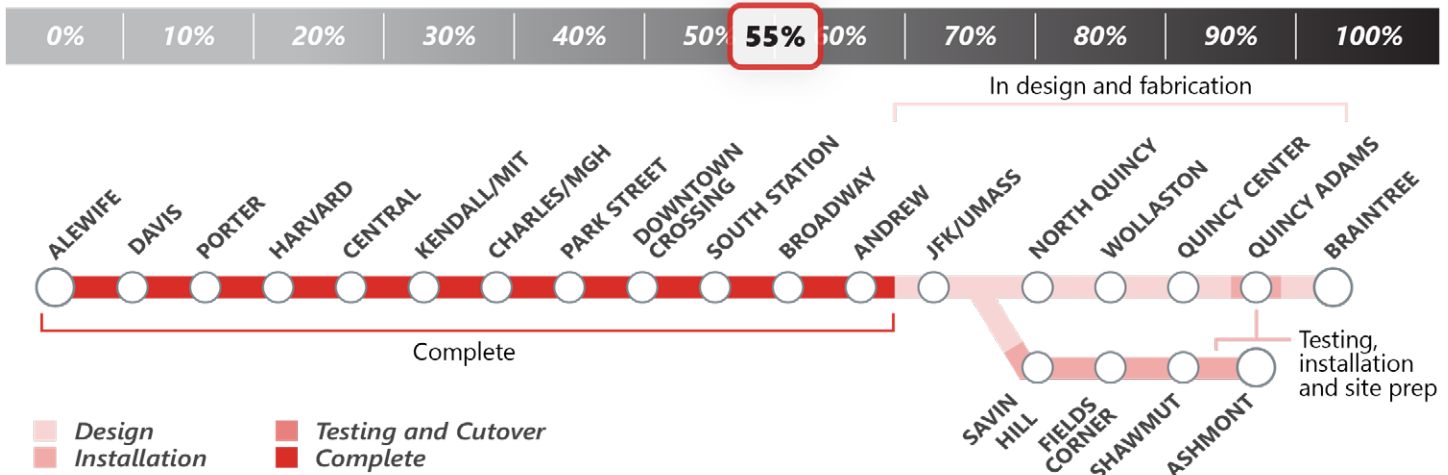 0% 10% 20% 30% 40% 50% 55% 60% 70% 80% 90% 100%
In design and fabrication
ALEWIFE
DAVIS
PORTER
HARVARD
CENTRAL
KENDALL/MIT
CHARLES/MGH
PARK STREET
DOWNTOWN
CROSSING
SOUTH STATION
BROADWAY
ANDREW
JFK/UMASS
NORTH QUINCY
WOLLASTON
QUINCY CENTER
QUINCY ADAMS
BRAINTREE
Complete
Testing,
installation
and site prep
SAVIN
HILL
FIELDS
CORNER
SHAWMUT
ASHMONT
Design
Installation
Testing and Cutover
Complete